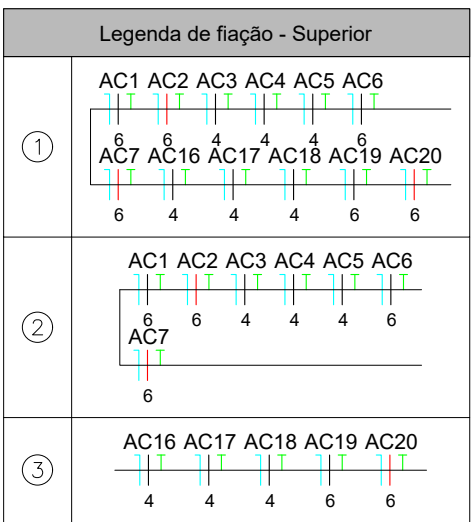 Legenda de fiação - Superior
1
AC1 AC2 AC3 AC4 AC5 AC6
6 6 4 4 4 6
AC7 AC16 AC17 AC18 AC19 AC20
6 4 4 4 6 6
2
AC1 AC2 AC3 AC4 AC5 AC6
6 6 4 4 4 6
AC7
6
3
AC16 AC17 AC18 AC19 AC20
4 4 4 6 6